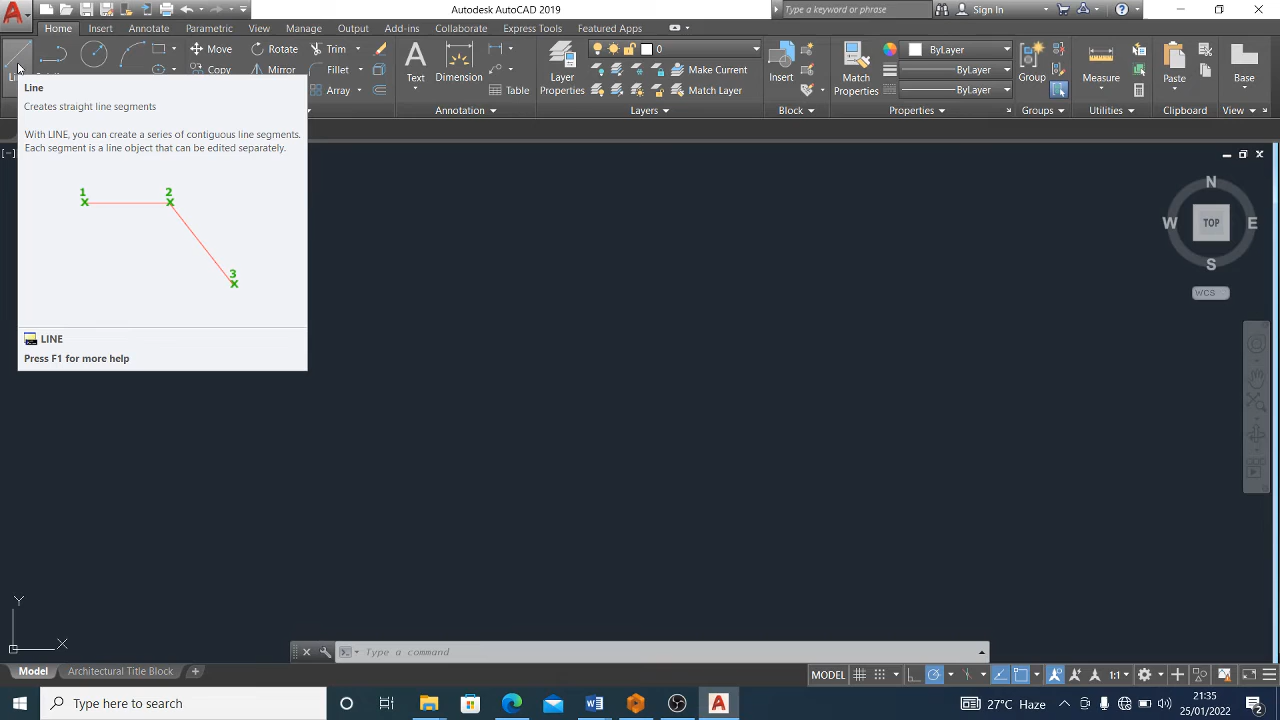 Autodesk AutoCAD 2019
Type a keyword or phrase
Sign In
Home Insert Annotate Parametric View Manage Output Add-ins Collaborate Express Tools Featured Apps
Move Rotate Trim
Copy Mirror Fillet
Array
Text
Dimension
Table
Layer
Properties
0
Make Current
Match Layer
Insert
Match
Properties
ByLayer
ByLayer
ByLayer
Group
Measure
Paste
Base
Annotation
Layers
Block
Properties
Groups
Utilities
Clipboard
View
Line
Creates straight line segments
With LINE, you can create a series of contiguous line segments.
Each segment is a line object that can be edited separately.
1
2
3
LINE
Press F1 for more help
N
W TOP E
S
WCS
Y
X
Type a command
Model Architectural Title Block
MODEL
1:1
Type here to search
27°C Haze
21:35
25/01/2022
2